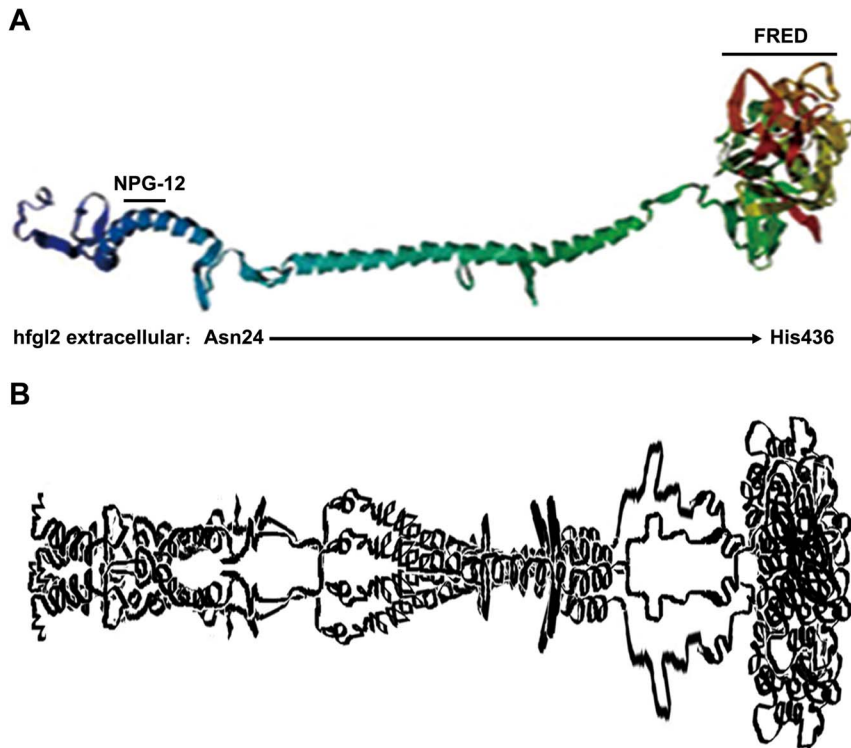 A
FRED
NPG-12
hfgl2 extracellular: Asn24
His436
B